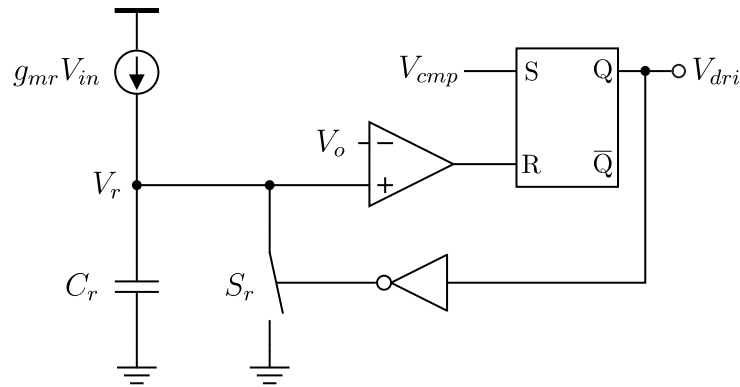 g_{mr}V_{in}
V_{cmp}
S
Q
V_{dri}
V_o
−
+
R
Q̅
V_r
C_r
S_r